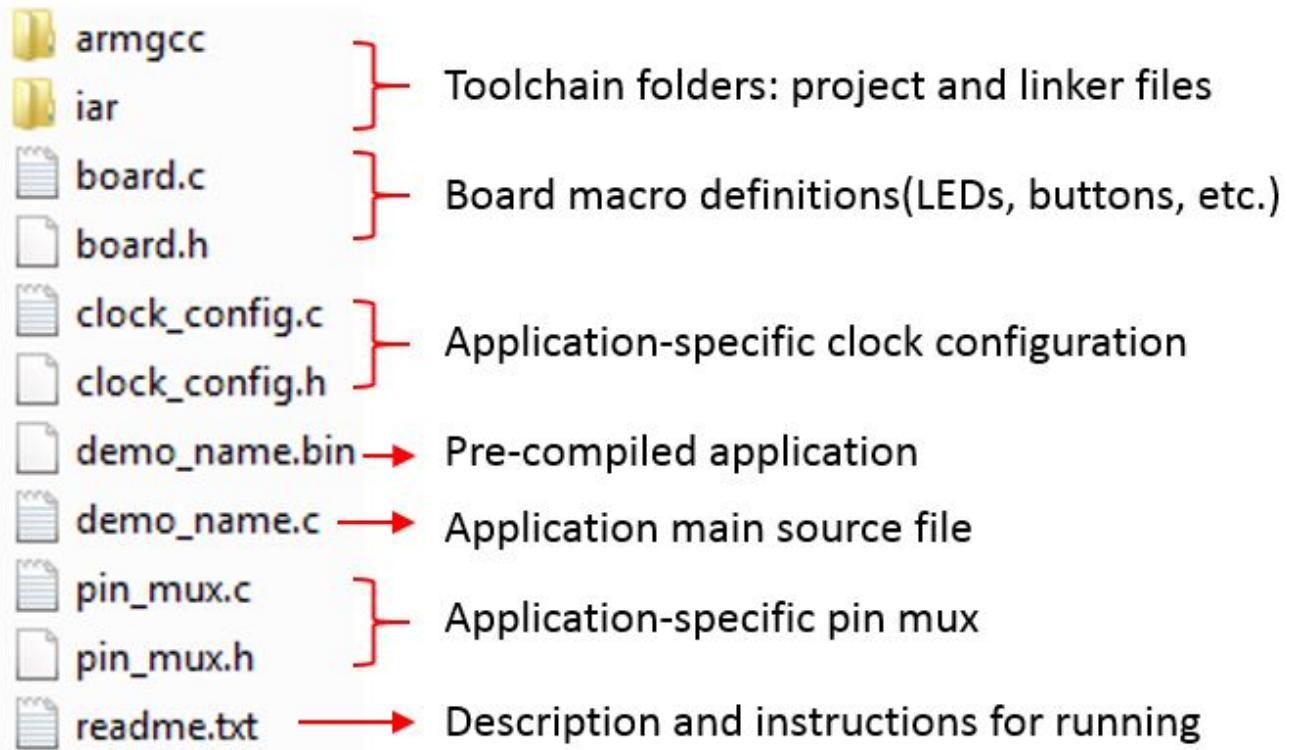 armgcc
Toolchain folders: project and linker files
iar
board.c
Board macro definitions(LEDs, buttons, etc.)
board.h
clock_config.c
Application-specific clock configuration
clock_config.h
demo_name.bin
Pre-compiled application
demo_name.c
Application main source file
pin_mux.c
Application-specific pin mux
pin_mux.h
readme.txt
Description and instructions for running